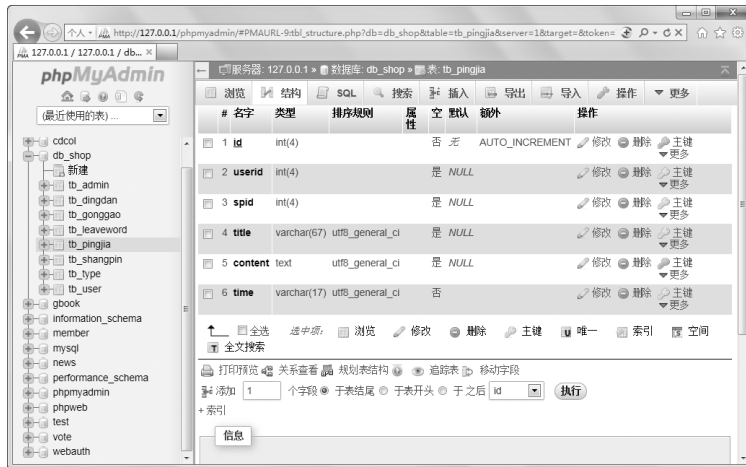 http://127.0.0.1/phpmyadmin/#PMAURL-9:tbl_structure.php?db=db_shop&table=tb_pingjia&server=1&target=&token=
127.0.0.1 / 127.0.0.1 / db...
phpMyAdmin
(最近使用的表) ...
cdcol
db_shop
新建
tb_admin
tb_dingdan
tb_gonggao
tb_leaveword
tb_pingjia
tb_shangpin
tb_type
tb_user
gbook
information_schema
member
mysql
news
performance_schema
phpmyadmin
phpweb
test
vote
webauth
服务器: 127.0.0.1 » 数据库: db_shop » 表: tb_pingjia
浏览 结构 SQL 搜索 插入 导出 导入 操作 更多
# 名字 类型 排序规则 属性 空 默认 额外 操作
1 id int(4) 否 无 AUTO_INCREMENT 修改 删除 主键 更多
2 userid int(4) 是 NULL 修改 删除 主键 更多
3 spid int(4) 是 NULL 修改 删除 主键 更多
4 title varchar(67) utf8_general_ci 是 NULL 修改 删除 主键 更多
5 content text utf8_general_ci 是 NULL 修改 删除 主键 更多
6 time varchar(17) utf8_general_ci 否 修改 删除 主键 更多
全选 选中项: 浏览 修改 删除 主键 唯一 索引 空间
全文搜索
打印预览 关系查看 规划表结构 追踪表 移动字段
添加 1 个字段 于表结尾 于表开头 于 之后 id 执行
+ 索引
信息